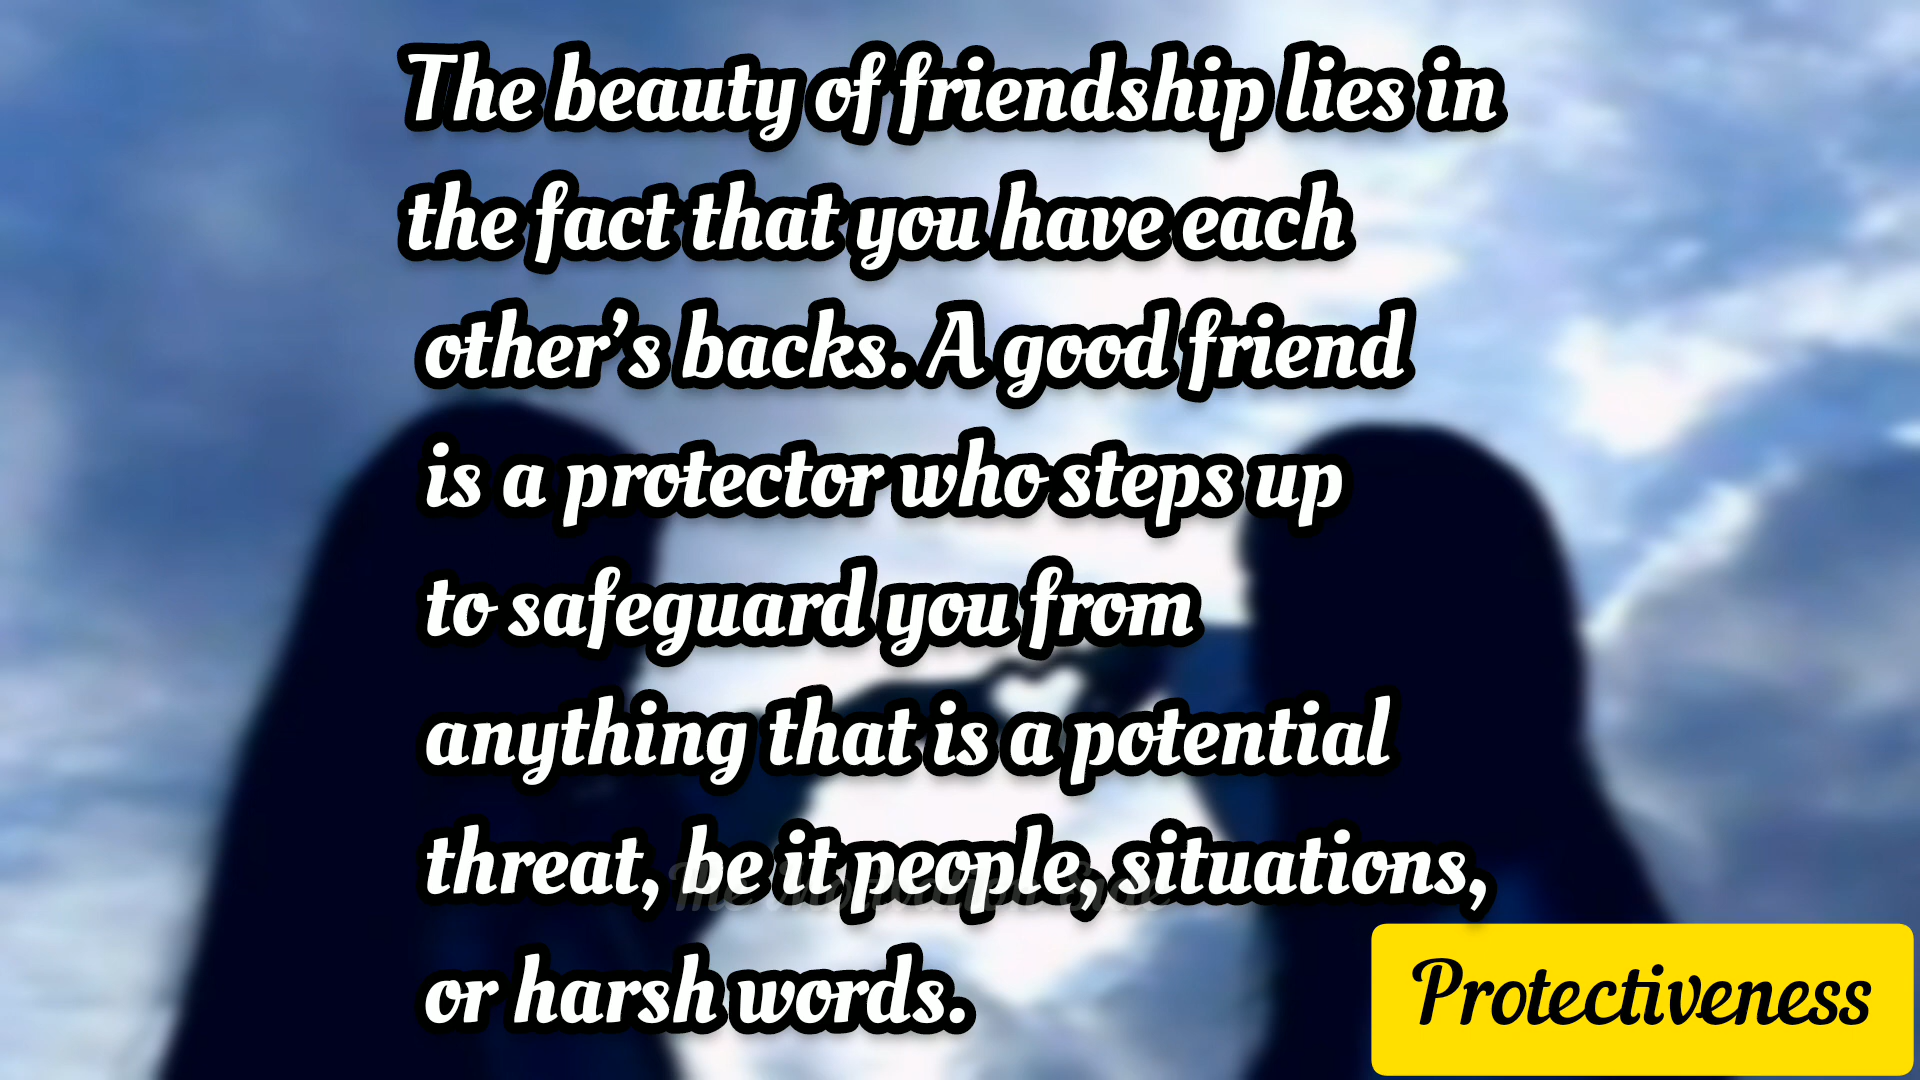 The beauty of friendship lies in
the fact that you have each
other’s backs. A good friend
is a protector who steps up
to safeguard you from
anything that is a potential
threat, be it people, situations,
or harsh words.
Protectiveness